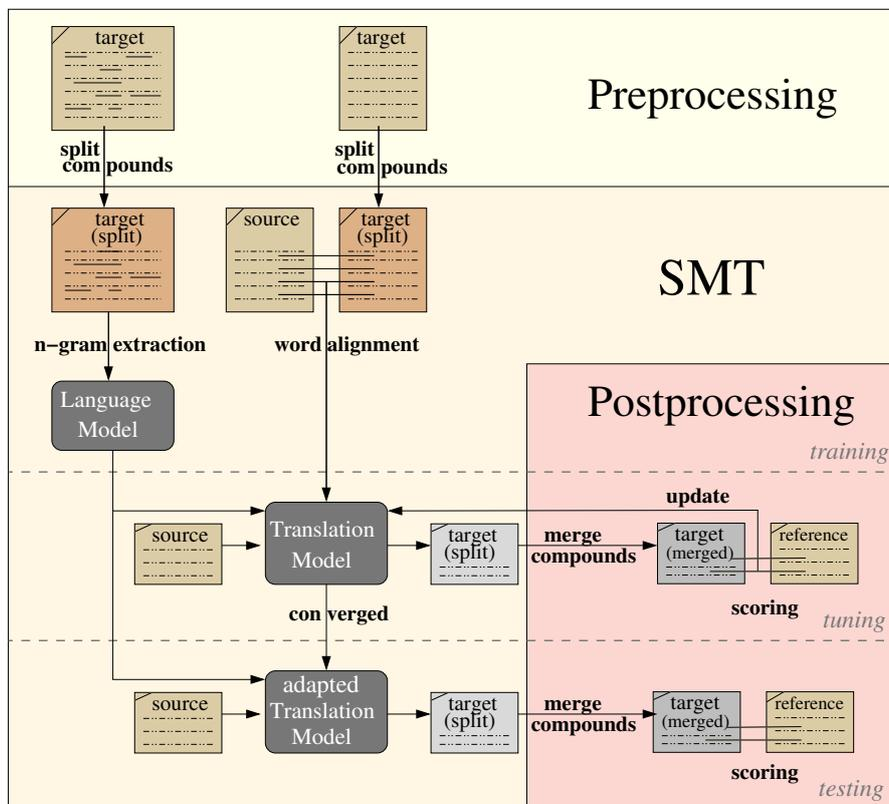 target
target
Preprocessing
split
com pounds
split
com pounds
target
(split)
source
target
(split)
SMT
n-gram extraction
word alignment
Language
Model
Postprocessing
training
update
source
Translation
Model
target
(split)
merge
compounds
target
(merged)
reference
con verged
scoring
tuning
source
adapted
Translation
Model
target
(split)
merge
compounds
target
(merged)
reference
scoring
testing